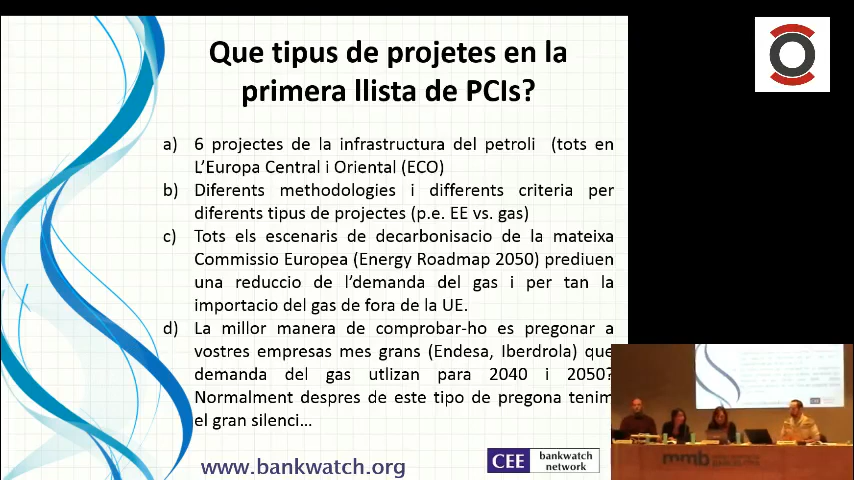 Que tipus de projetes en la
primera llista de PCIs?
a) 6 projectes de la infrastructura del petroli (tots en
L'Europa Central i Oriental (ECO)
b) Diferents methodologies i differents criteria per
diferents tipus de projectes (p.e. EE vs. gas)
c) Tots els escenaris de decarbonisacio de la mateixa
Commissio Europea (Energy Roadmap 2050) prediuen
una reduccio de l'demanda del gas i per tan la
importacio del gas de fora de la UE.
d) La millor manera de comprobar-ho es pregonar a
vostres empresas mes grans (Endesa, Iberdrola) que
demanda del gas utlizan para 2040 i 2050?
Normalment despres de este tipo de pregona tenim
el gran silenci...
www.bankwatch.org
CEE bankwatch
network
mmb